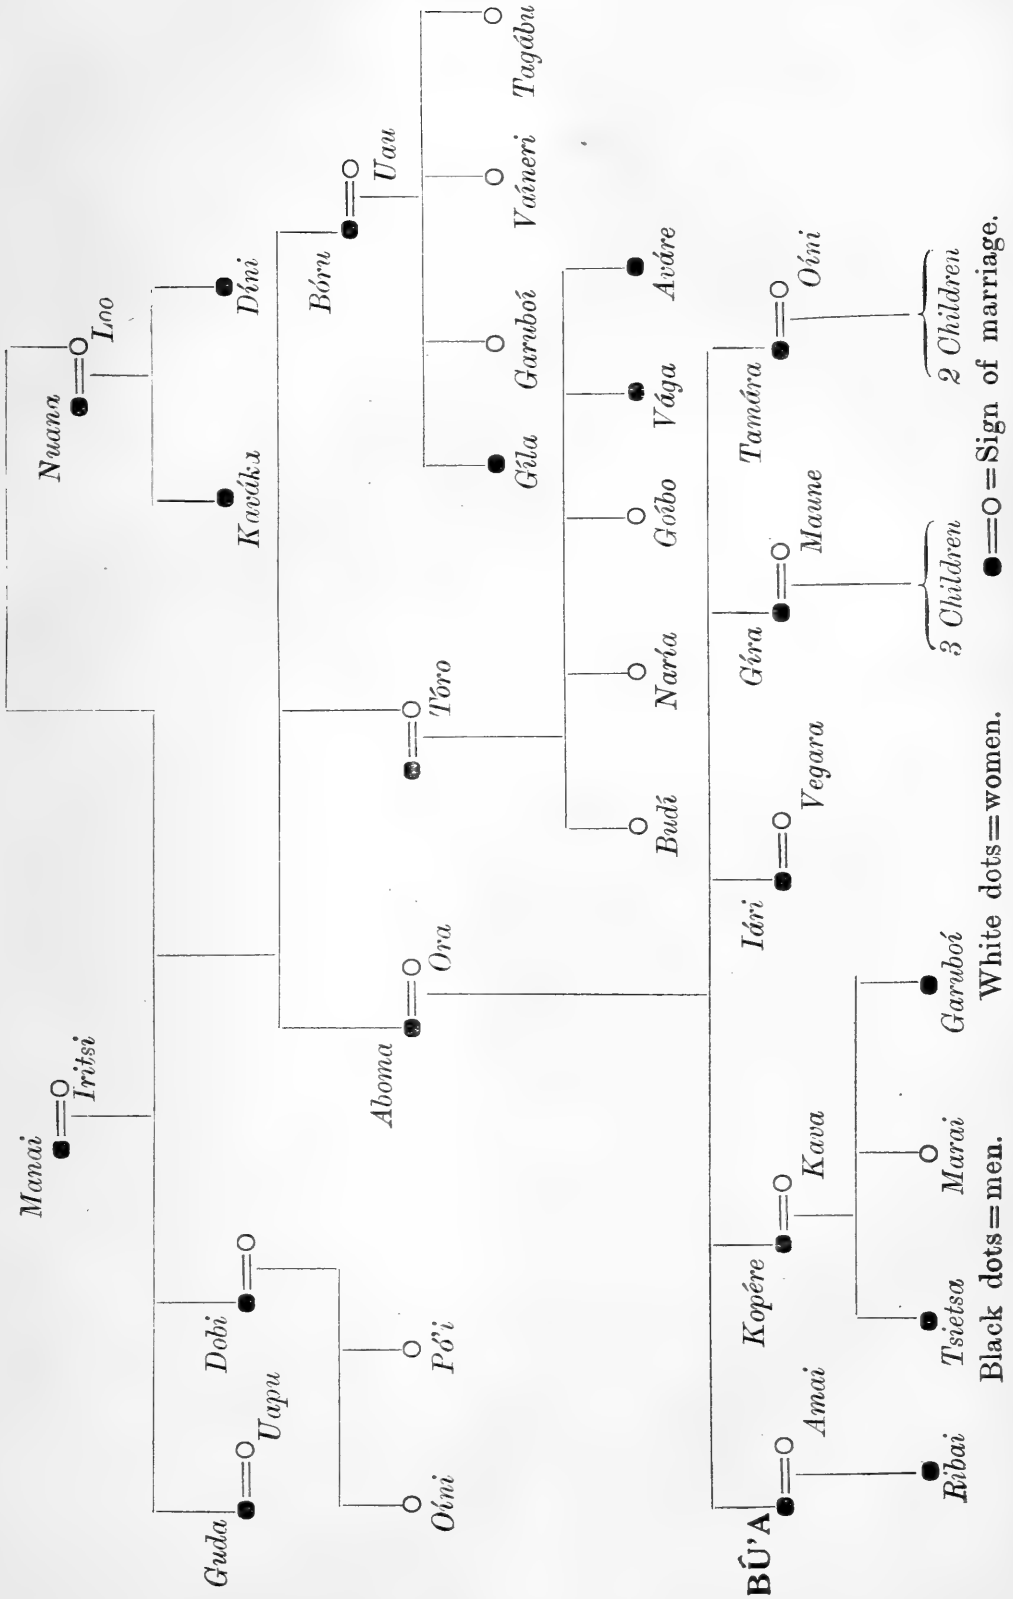 Manai
Iritsi
Nuana
Loo
Guda
Uapu
Dobi
Kaváka
Díni
Oíni
Pó'i
Aboma
Ora
Tóro
Bóru
Uau
Budí
Naría
Goíbo
Vága
Aváre
Gíla
Garuboí
Vaíneri
Tagábu
BÛ'A
Amai
Kopére
Kava
Iári
Vegara
Gíra
Maune
Tamára
Oíni
Ribai
Tsietsa
Marai
Garuboí
3 Children
2 Children
Black dots=men. White dots=women. ●==○=Sign of marriage.